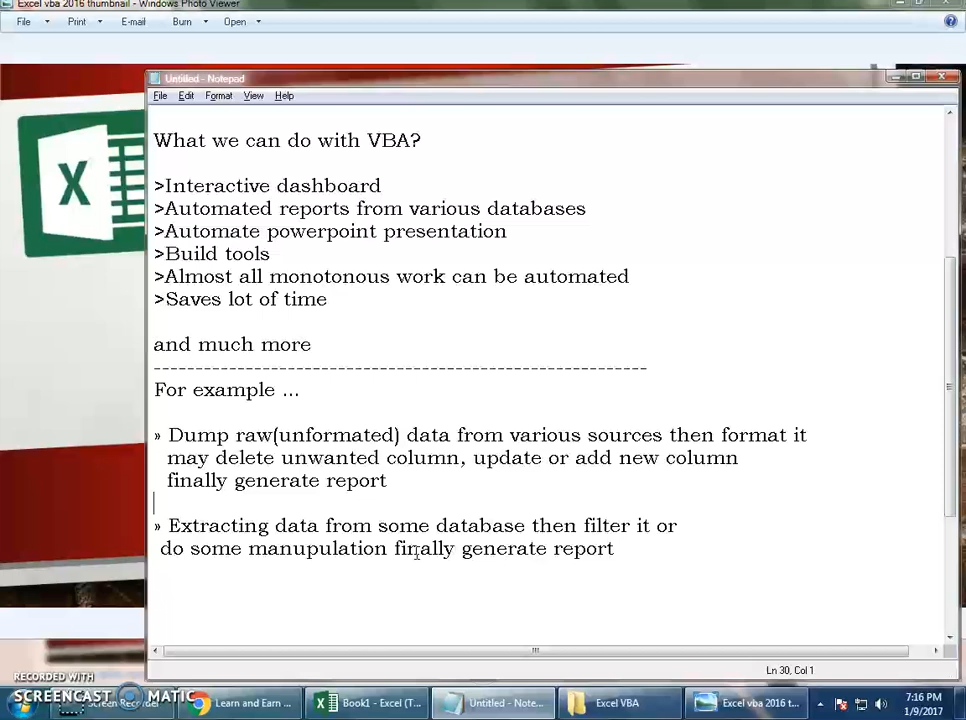 Excel vba 2016 thumbnail - Windows Photo Viewer
File Print E-mail Burn Open
Untitled - Notepad
File Edit Format View Help
What we can do with VBA?
>Interactive dashboard
>Automated reports from various databases
>Automate powerpoint presentation
>Build tools
>Almost all monotonous work can be automated
>Saves lot of time
and much more
-----------------------------------------------------------
For example ...
» Dump raw(unformated) data from various sources then format it
may delete unwanted column, update or add new column
finally generate report
» Extracting data from some database then filter it or
do some manupulation finally generate report
Ln 30, Col 1
RECORDED WITH
SCREENCAST MATIC
Screen Recorder
Learn and Earn ...
Book1 - Excel (T...
Untitled - Note...
Excel VBA
Excel vba 2016 t...
7:16 PM
1/9/2017